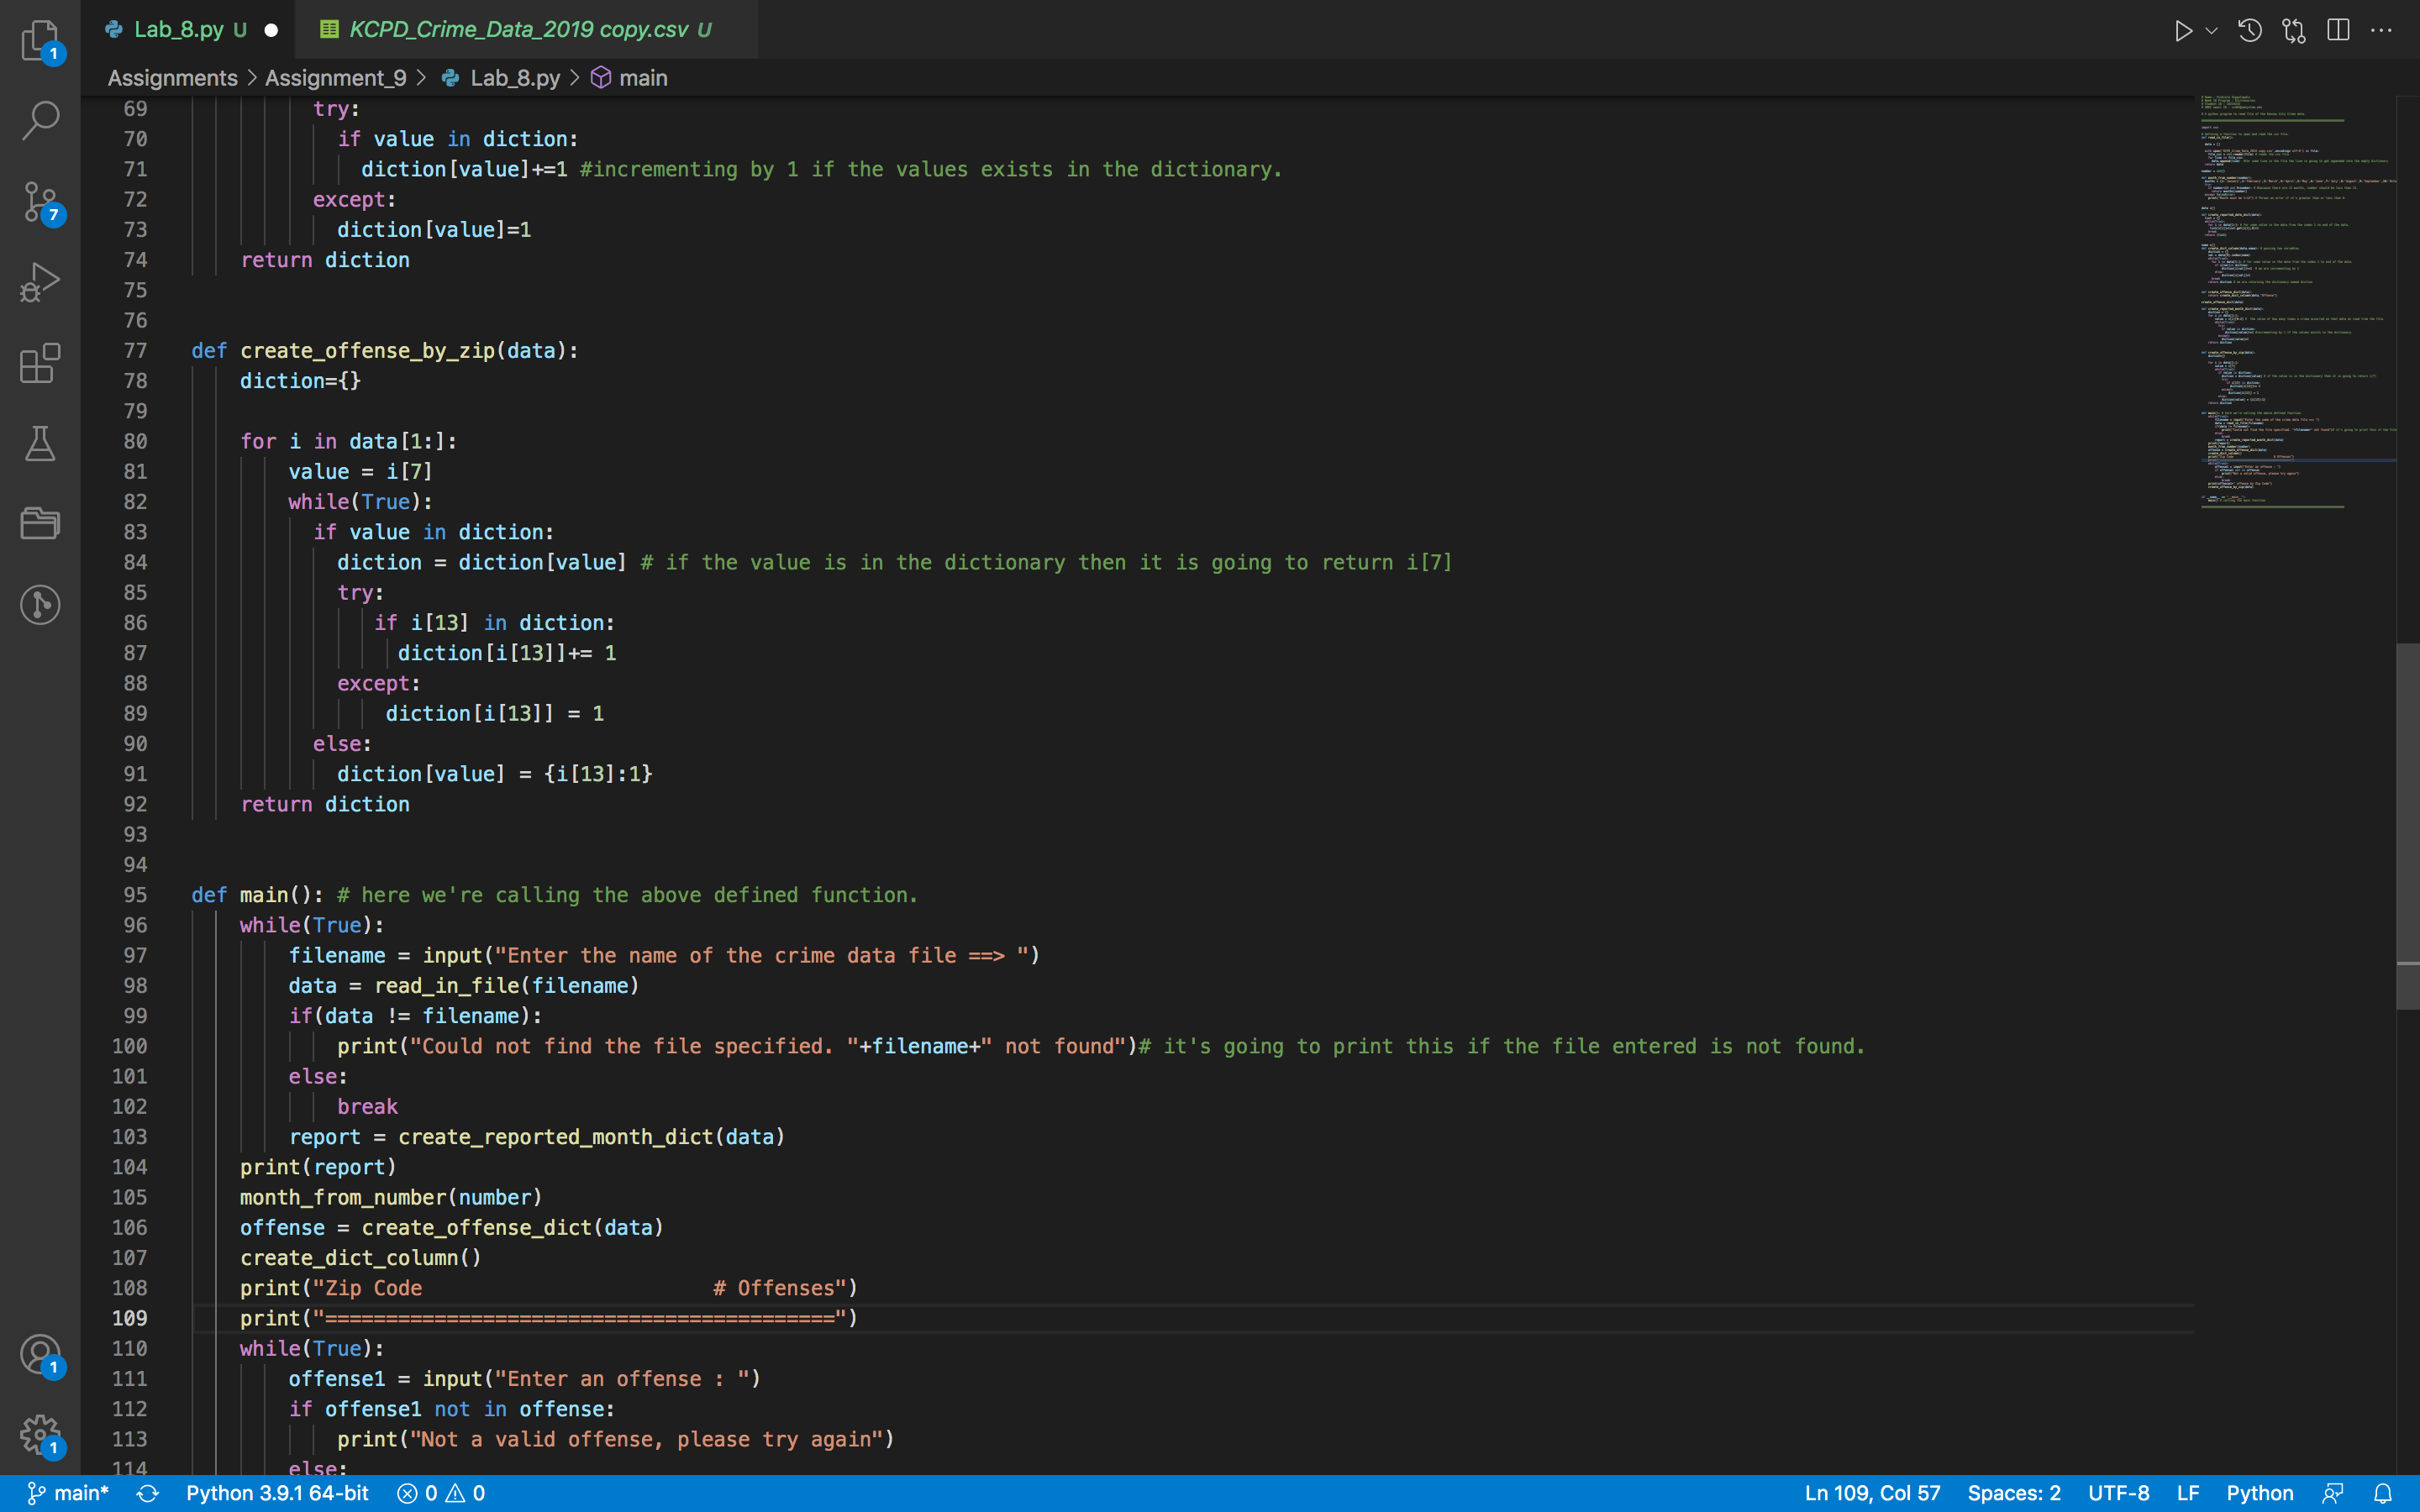 Lab_8.py U
KCPD_Crime_Data_2019 copy.csv U
Assignments > Assignment_9 > Lab_8.py > main
1
7
1
1
69 try:
70 if value in diction:
71 diction[value]+=1 #incrementing by 1 if the values exists in the dictionary.
72 except:
73 diction[value]=1
74 return diction
75
76
77 def create_offense_by_zip(data):
78 diction={}
79
80 for i in data[1:]:
81 value = i[7]
82 while(True):
83 if value in diction:
84 diction = diction[value] # if the value is in the dictionary then it is going to return i[7]
85 try:
86 if i[13] in diction:
87 diction[i[13]]+= 1
88 except:
89 diction[i[13]] = 1
90 else:
91 diction[value] = {i[13]:1}
92 return diction
93
94
95 def main(): # here we're calling the above defined function.
96 while(True):
97 filename = input("Enter the name of the crime data file ==> ")
98 data = read_in_file(filename)
99 if(data != filename):
100 print("Could not find the file specified. "+filename+" not found")# it's going to print this if the file entered is not found.
101 else:
102 break
103 report = create_reported_month_dict(data)
104 print(report)
105 month_from_number(number)
106 offense = create_offense_dict(data)
107 create_dict_column()
108 print("Zip Code                        # Offenses")
109 print("==========================================")
110 while(True):
111 offense1 = input("Enter an offense : ")
112 if offense1 not in offense:
113 print("Not a valid offense, please try again")
114 else:
main* Python 3.9.1 64-bit 0 0 Ln 109, Col 57 Spaces: 2 UTF-8 LF Python